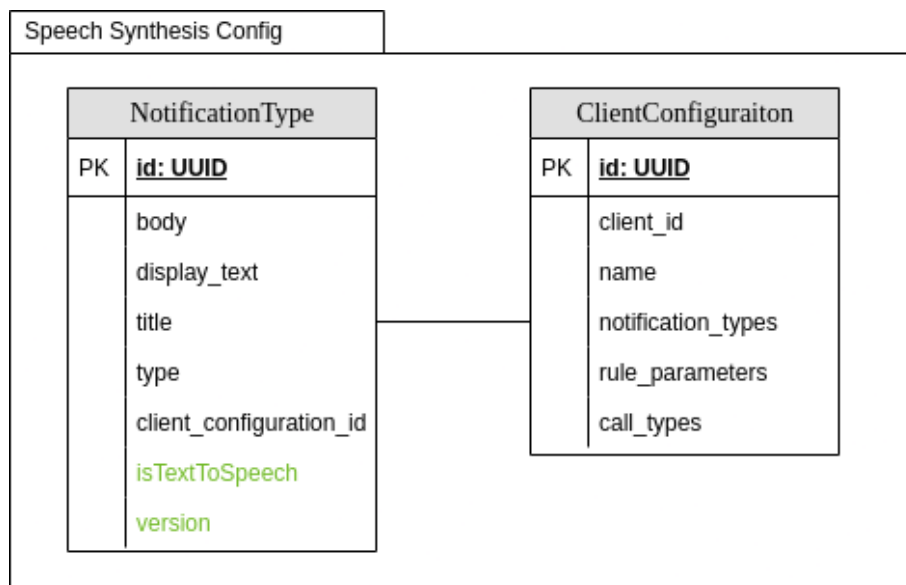 Speech Synthesis Config
NotificationType
PK id: UUID
body
display_text
title
type
client_configuration_id
isTextToSpeech
version
ClientConfiguraiton
PK id: UUID
client_id
name
notification_types
rule_parameters
call_types